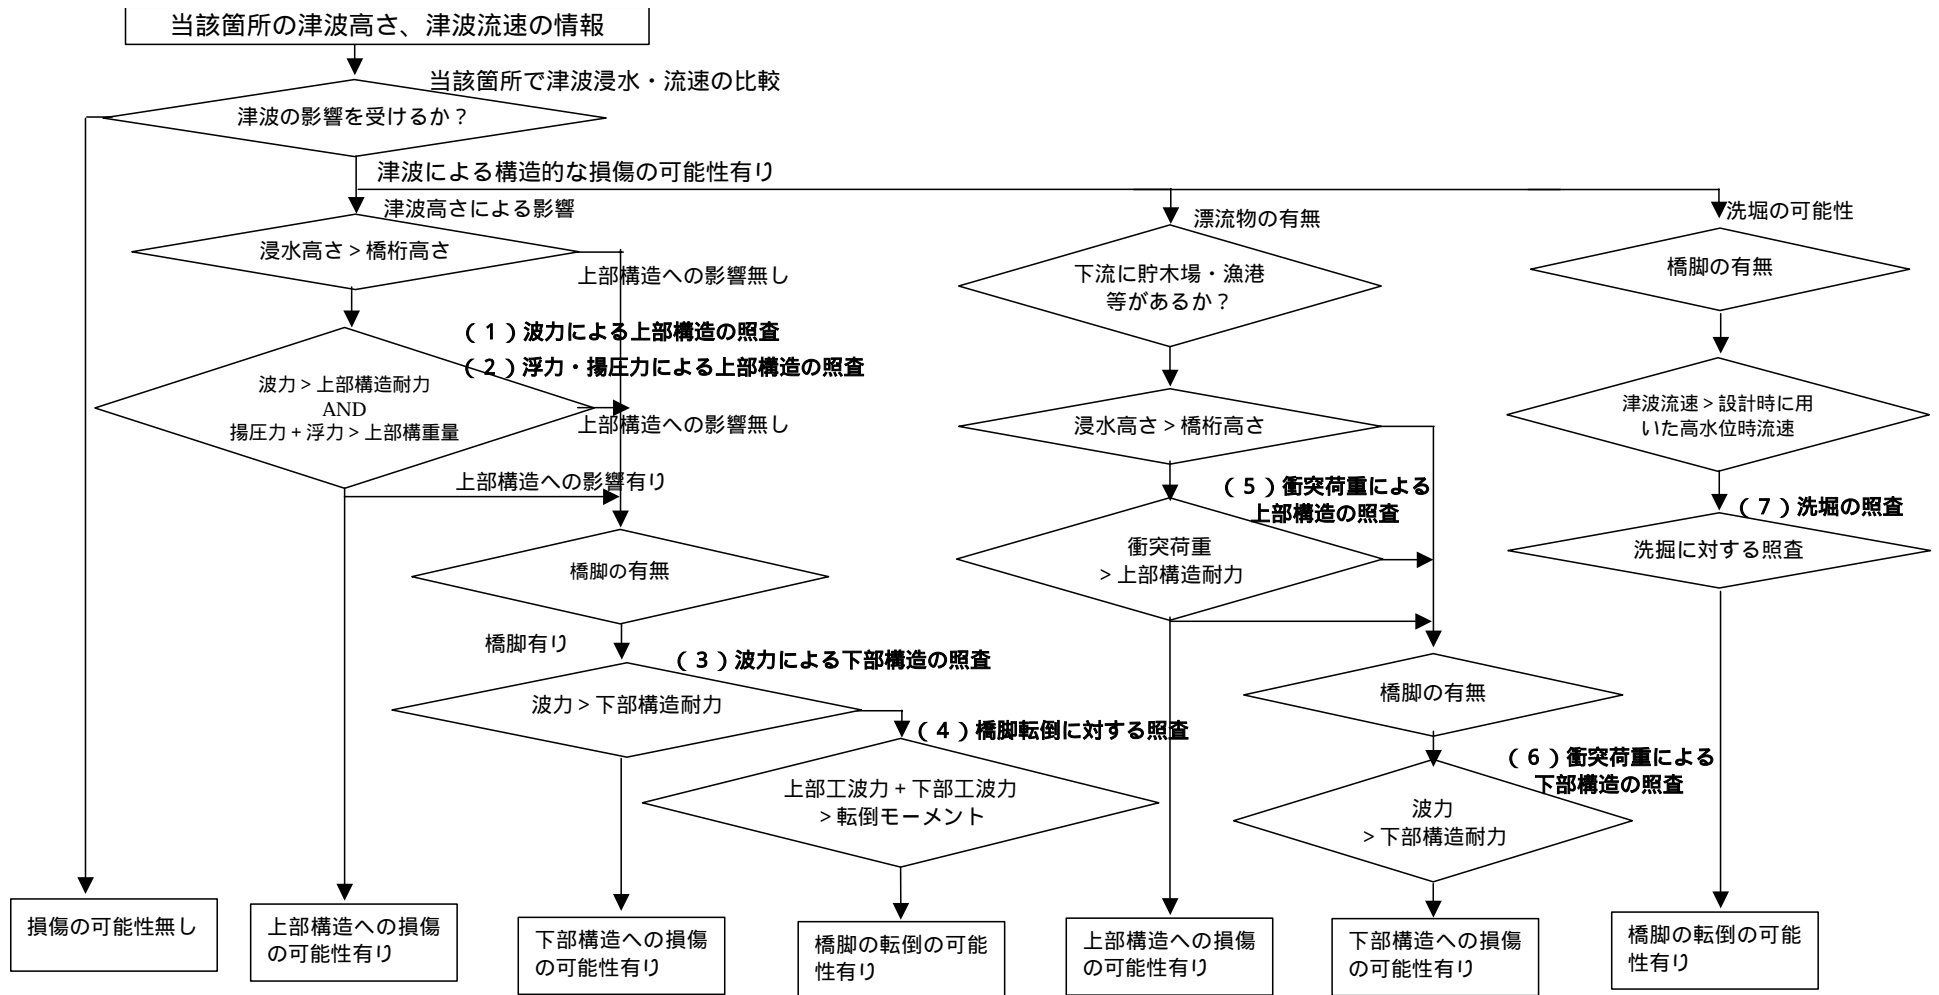 当該箇所の津波高さ、津波流速の情報
当該箇所で津波浸水・流速の比較
津波の影響を受けるか？
津波による構造的な損傷の可能性有り
津波高さによる影響
浸水高さ > 橋桁高さ
上部構造への影響無し
(１) 波力による上部構造の照査
(２) 浮力・揚圧力による上部構造の照査
波力 > 上部構造耐力
AND
揚圧力 + 浮力 > 上部構重量
上部構造への影響無し
上部構造への影響有り
橋脚の有無
橋脚有り
(３) 波力による下部構造の照査
波力 > 下部構造耐力
(４) 橋脚転倒に対する照査
上部工波力 + 下部工波力
> 転倒モーメント
漂流物の有無
下流に貯木場・漁港
等があるか？
浸水高さ > 橋桁高さ
(５) 衝突荷重による
上部構造の照査
衝突荷重
> 上部構造耐力
橋脚の有無
(６) 衝突荷重による
下部構造の照査
波力
> 下部構造耐力
洗堀の可能性
橋脚の有無
津波流速 > 設計時に用
いた高水位時流速
(７) 洗堀の照査
洗掘に対する照査
損傷の可能性無し
上部構造への損傷
の可能性有り
下部構造への損傷
の可能性有り
橋脚の転倒の可能
性有り
上部構造への損傷
の可能性有り
下部構造への損傷
の可能性有り
橋脚の転倒の可能
性有り